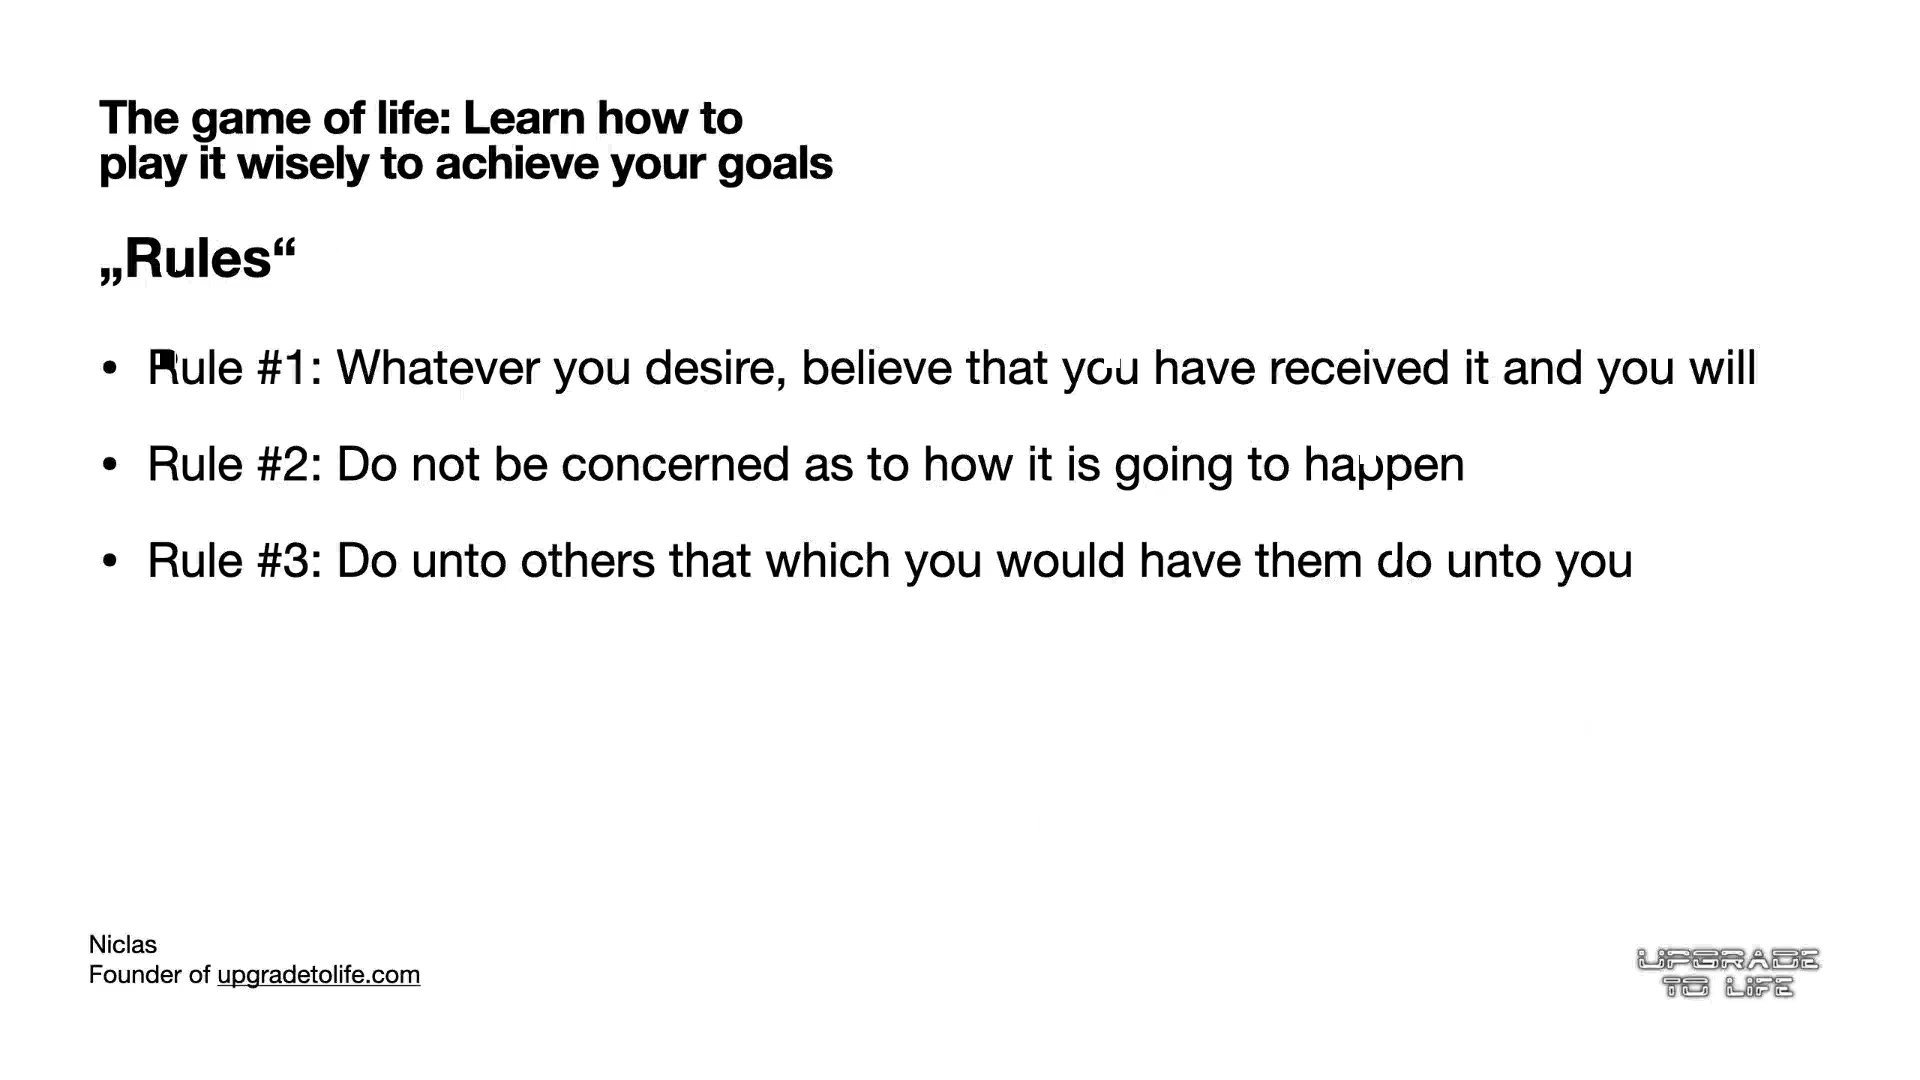 The game of life: Learn how to
play it wisely to achieve your goals
„Rules“
• Rule #1: Whatever you desire, believe that you have received it and you will
• Rule #2: Do not be concerned as to how it is going to happen
• Rule #3: Do unto others that which you would have them do unto you
Niclas
Founder of upgradetolife.com
UPGRADE
TO LIFE